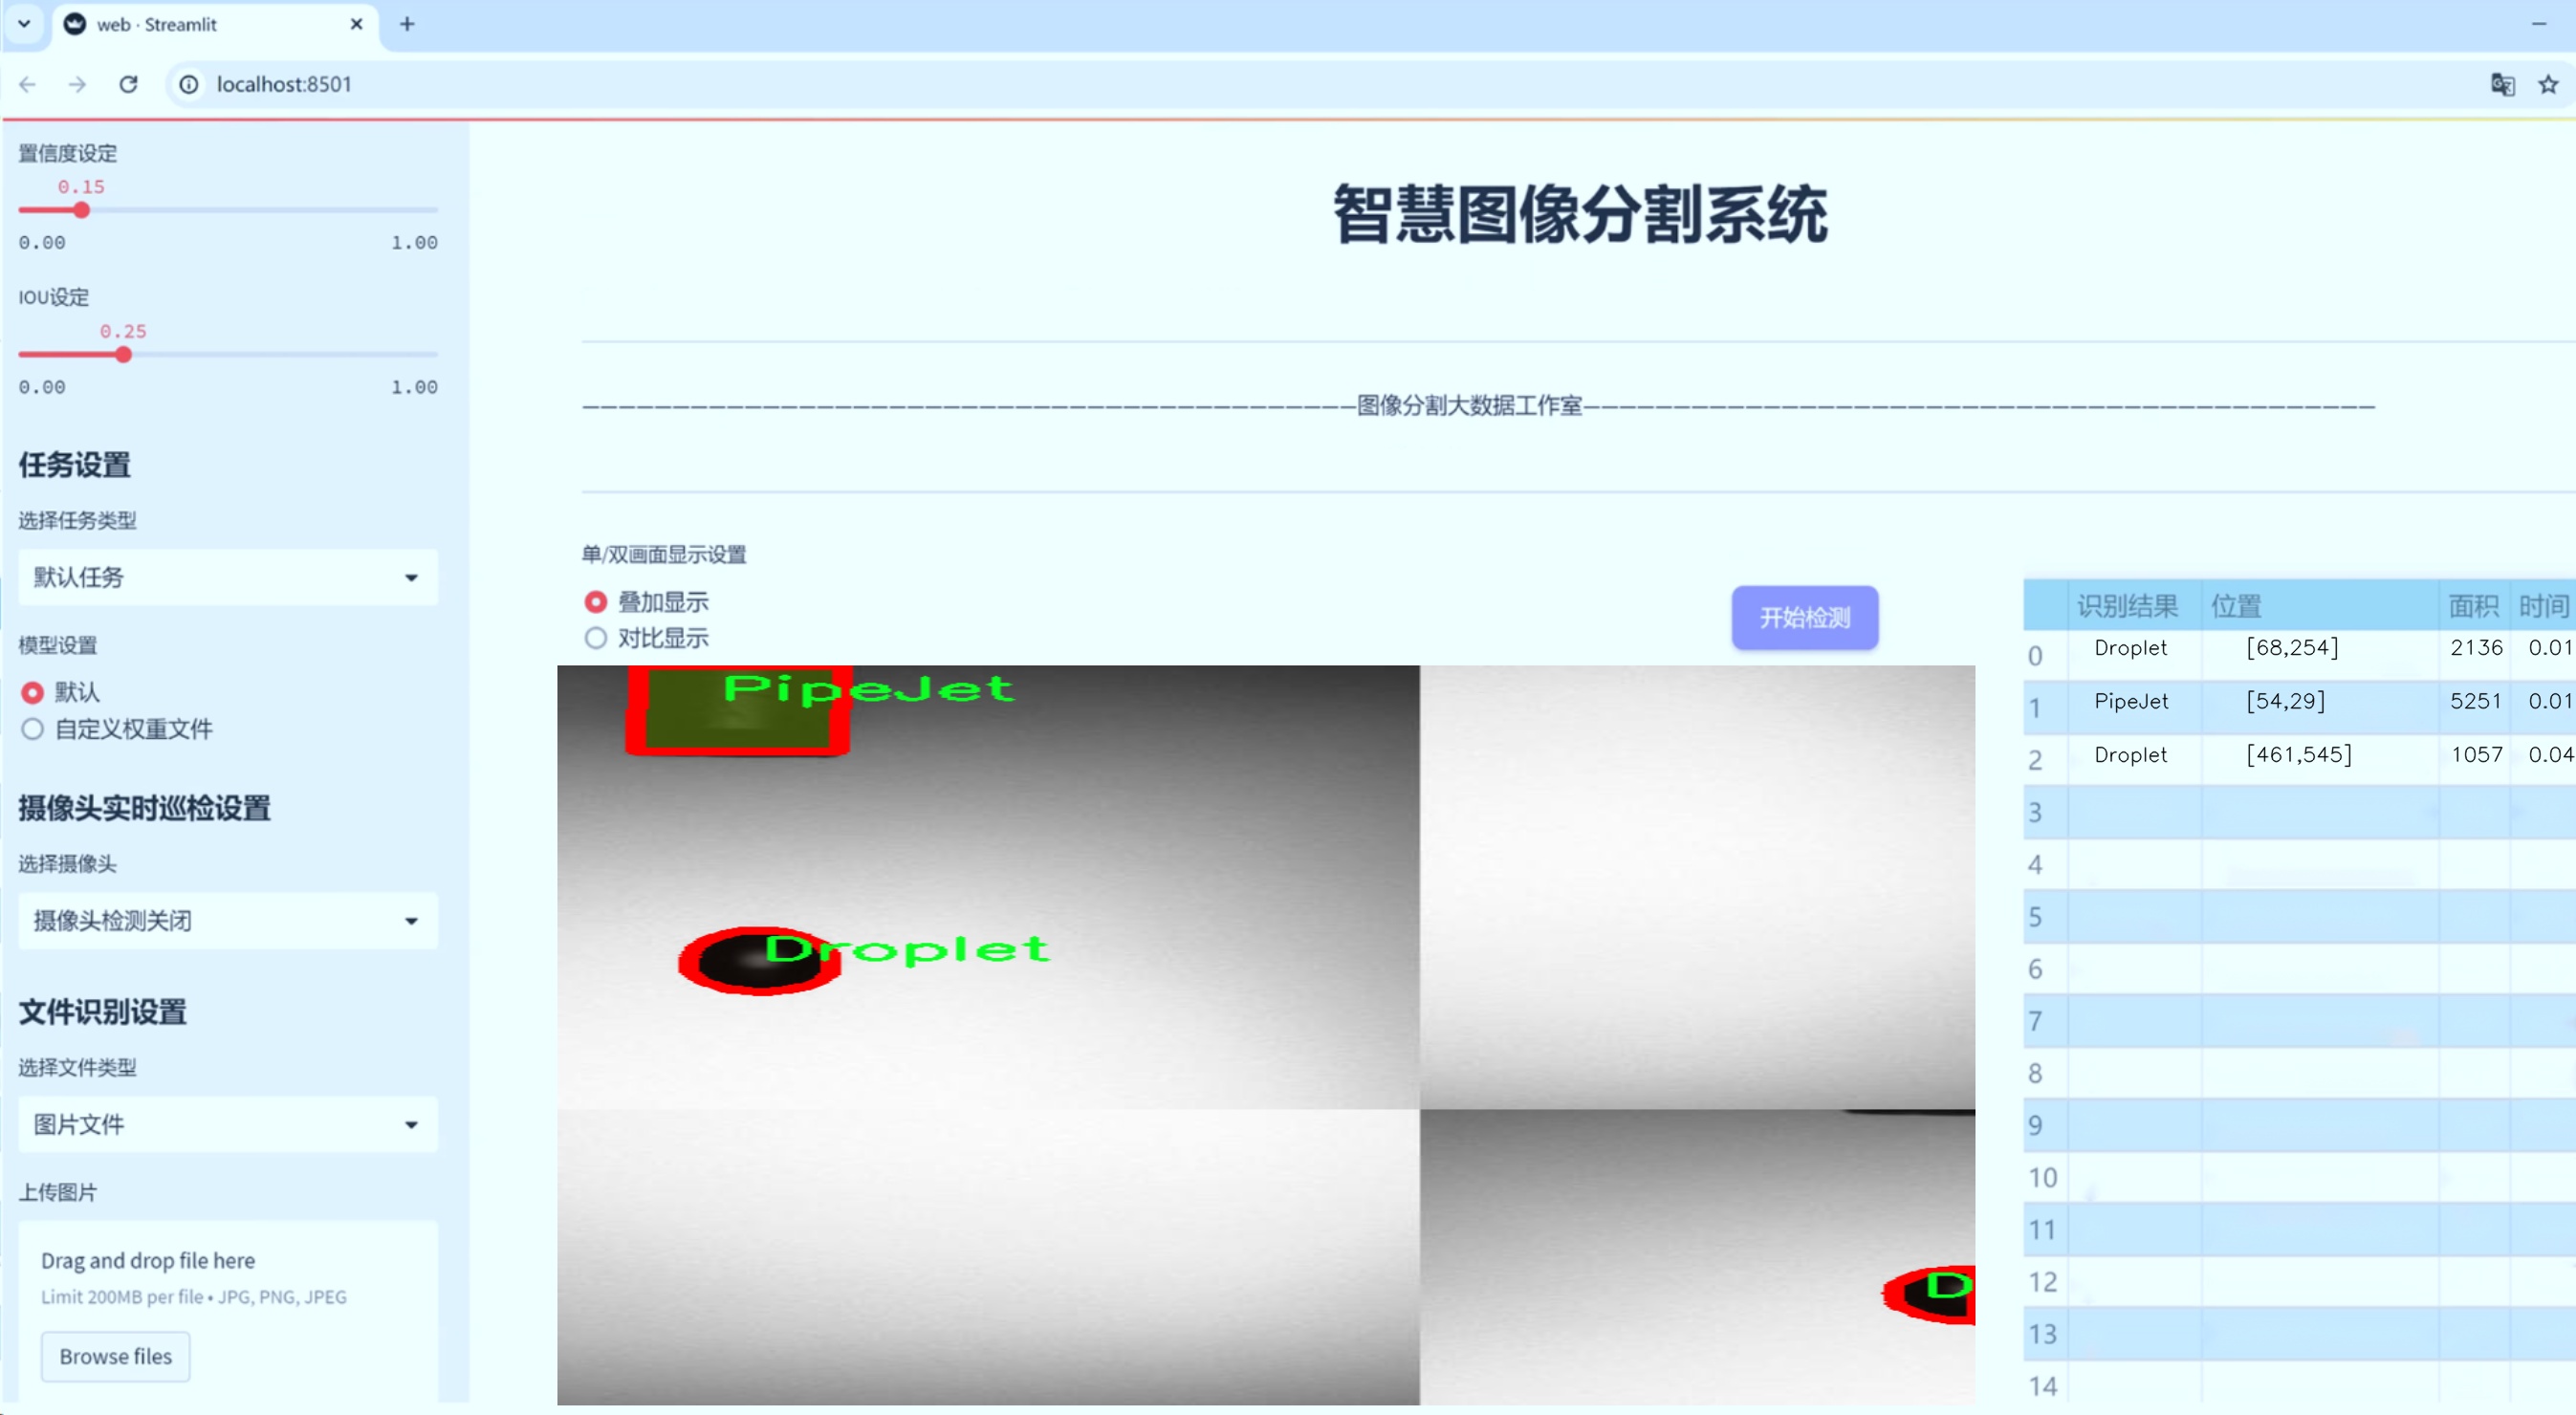 web · Streamlit
localhost:8501
置信度设定
0.15
0.00 1.00
IOU设定
0.25
0.00 1.00
任务设置
选择任务类型
默认任务
模型设置
默认
自定义权重文件
摄像头实时巡检设置
选择摄像头
摄像头检测关闭
文件识别设置
选择文件类型
图片文件
上传图片
Drag and drop file here
Limit 200MB per file • JPG, PNG, JPEG
Browse files
智慧图像分割系统
———————————————————————————————————————————图像分割大数据工作室————————————————————————————————————————————
单/双画面显示设置
叠加显示
对比显示
开始检测
PipeJet
Droplet
D
识别结果 位置 面积 时间
0 Droplet [68,254] 2136 0.01
1 PipeJet [54,29] 5251 0.01
2 Droplet [461,545] 1057 0.04
3
4
5
6
7
8
9
10
11
12
13
14